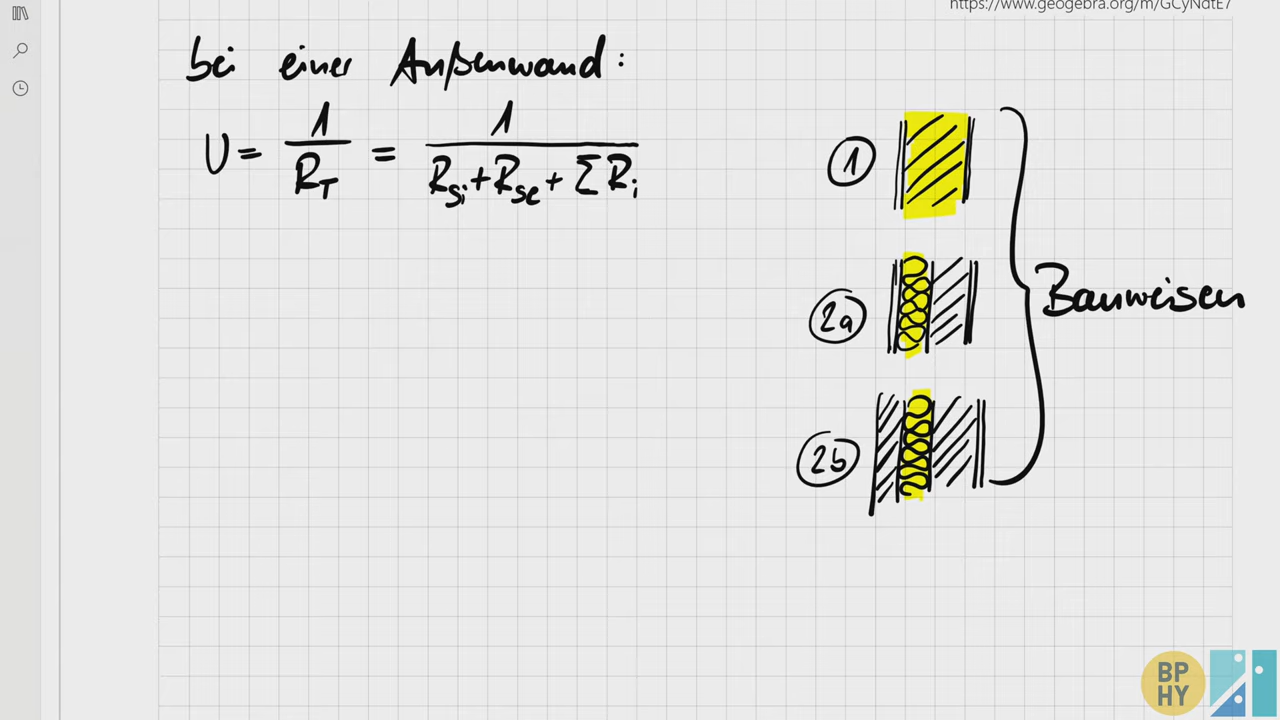 https://www.geogebra.org/m/GCyNdtE7
bei einer Außenwand:
U = 1/R_T = 1/(R_si + R_se + Σ R_i)
1
2a
2b
Bauweisen
BP
HY